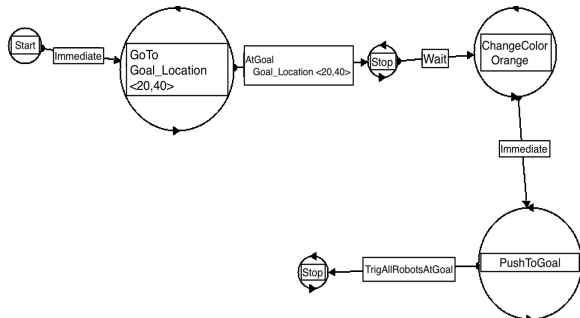 Start
Immediate
GoTo
Goal_Location
<20,40>
AtGoal
Goal_Location <20,40>
Stop
Wait
ChangeColor
Orange
Immediate
PushToGoal
TrigAllRobotsAtGoal
Stop